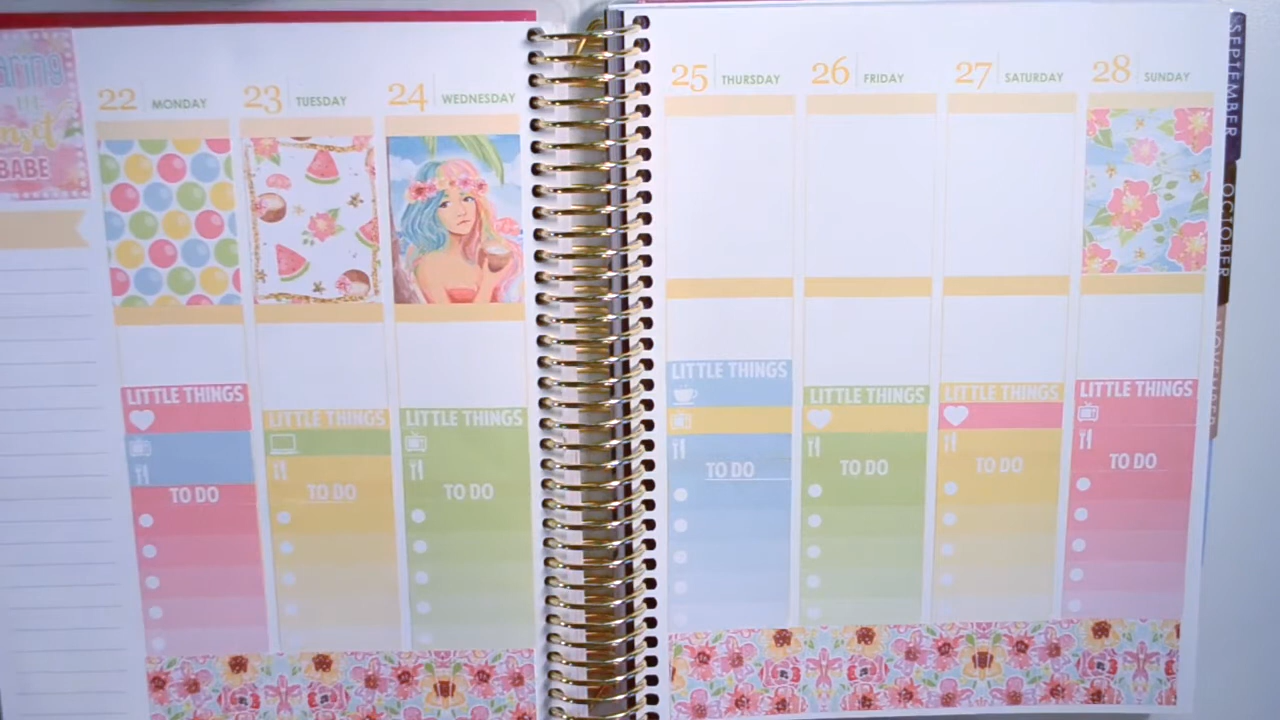 BABE
22 MONDAY
23 TUESDAY
24 WEDNESDAY
25 THURSDAY
26 FRIDAY
27 SATURDAY
28 SUNDAY
LITTLE THINGS
TO DO
LITTLE THINGS
TO DO
LITTLE THINGS
TO DO
LITTLE THINGS
TO DO
LITTLE THINGS
TO DO
LITTLE THINGS
TO DO
LITTLE THINGS
TO DO
SEPTEMBER
OCTOBER
NOVEMBER